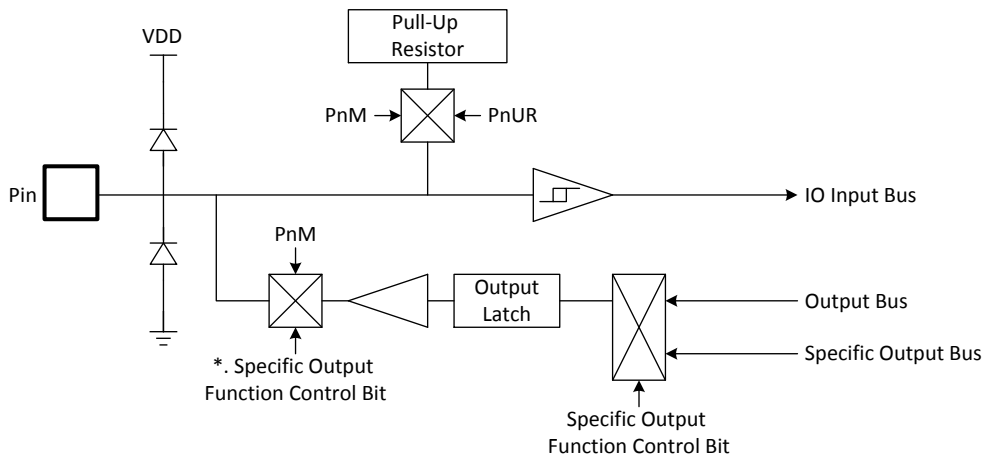 Pull-Up
Resistor
VDD
PnM
PnUR
Pin
IO Input Bus
PnM
Output
Latch
Output Bus
*. Specific Output
Function Control Bit
Specific Output Bus
Specific Output
Function Control Bit